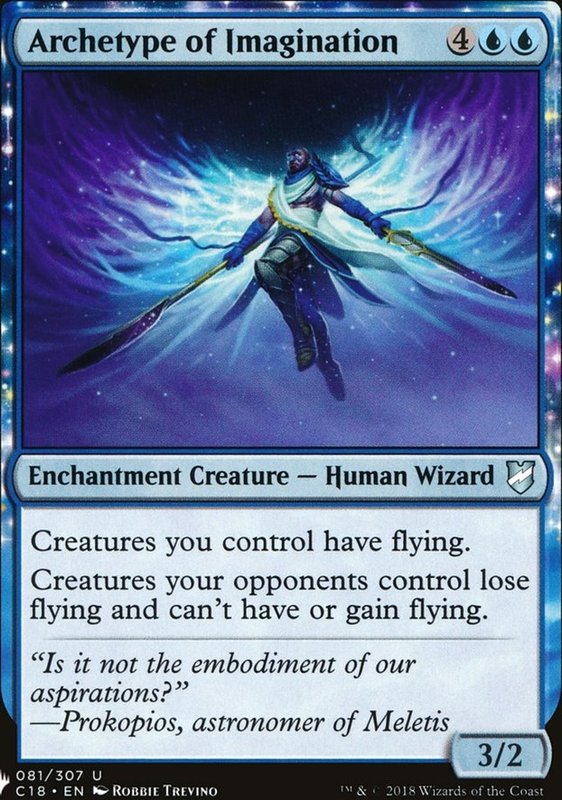 Archetype of Imagination 4
Enchantment Creature — Human Wizard
Creatures you control have flying.
Creatures your opponents control lose
flying and can't have or gain flying.
“Is it not the embodiment of our
aspirations?”
—Prokopios, astronomer of Meletis
3/2
081/307 U
C18 • EN Robbie Trevino
™ & © 2018 Wizards of the Coast